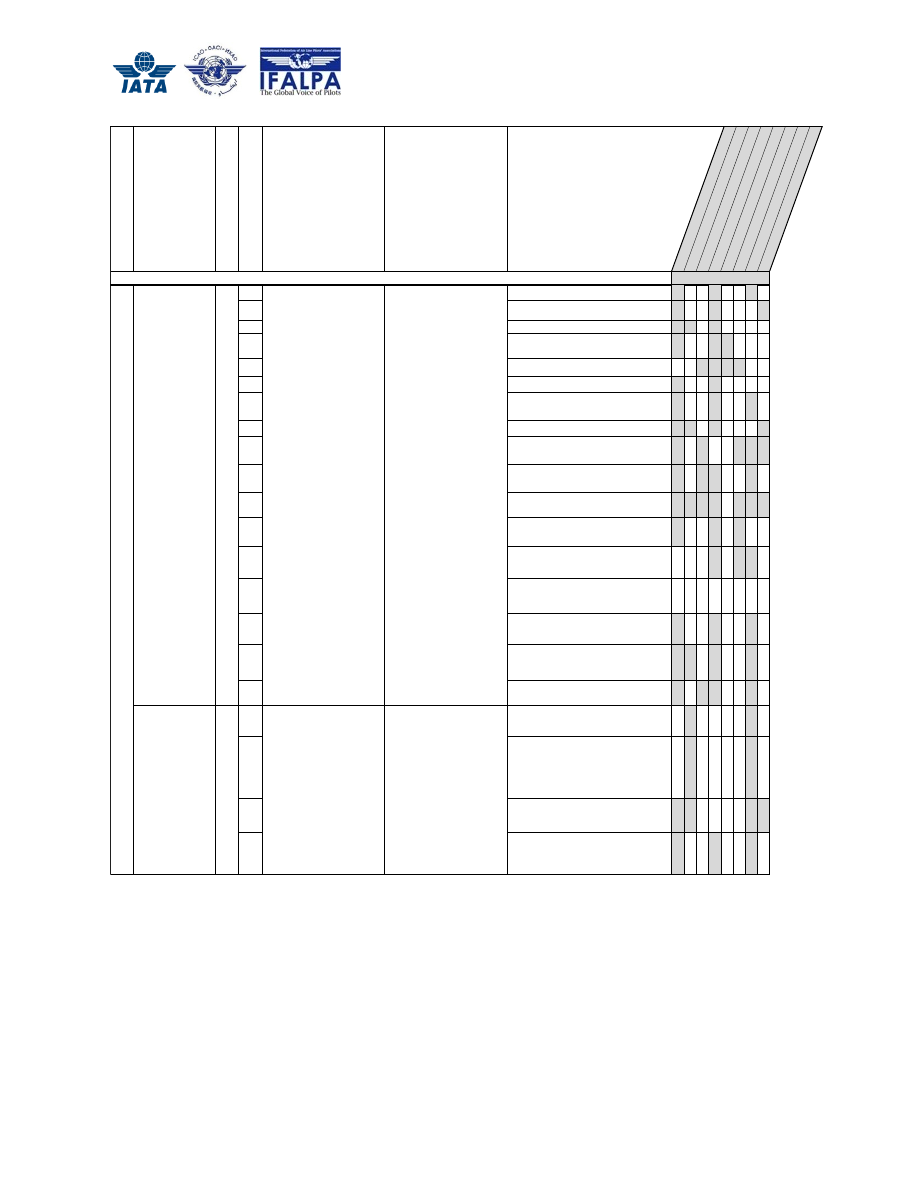 International Federation of Air Line Pilots' Associations
ICAO · OACI · ИКАО
IATA
IFALPA
The Global Voice of Pilots